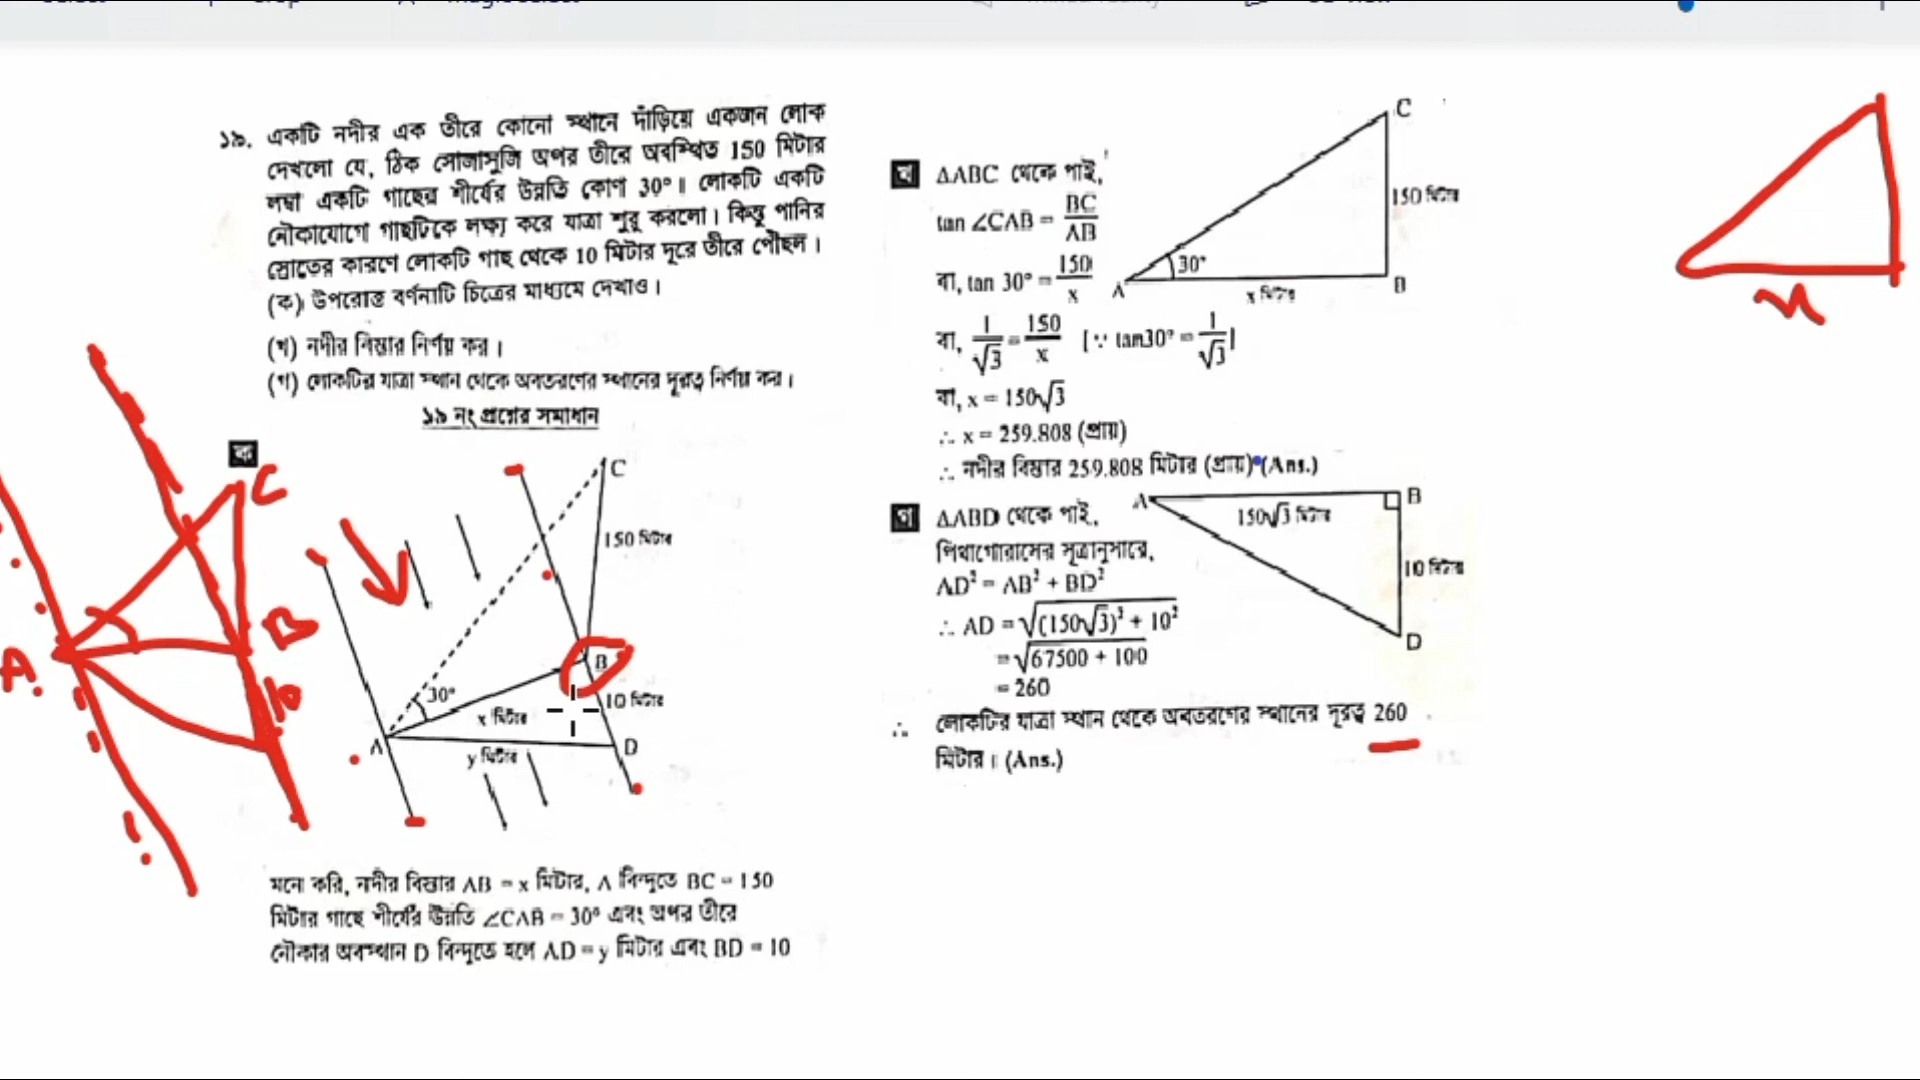 ১৯. একটি নদীর এক তীরে কোনো স্থানে দাঁড়িয়ে একজন লোক
দেখলো যে, ঠিক সোজাসুজি অপর তীরে অবস্থিত 150 মিটার
লম্বা একটি গাছের শীর্ষের উন্নতি কোণ 30°। লোকটি একটি
নৌকাযোগে গাছটিকে লক্ষ্য করে যাত্রা শুরু করলো। কিন্তু পানির
স্রোতের কারণে লোকটি গাছ থেকে 10 মিটার দূরে তীরে পৌঁছল।
(ক) উপরোক্ত বর্ণনাটি চিত্রের মাধ্যমে দেখাও।
(খ) নদীর বিস্তার নির্ণয় কর।
(গ) লোকটির যাত্রা স্থান থেকে অবতরণের স্থানের দূরত্ব নির্ণয় কর।
১৯ নং প্রশ্নের সমাধান
ক
C
150 মিটার
B
30°
x মিটার
10 মিটার
A
y মিটার
D
C
B
A
10
মনে করি, নদীর বিস্তার AB = x মিটার, A বিন্দুতে BC = 150
মিটার গাছে শীর্ষের উন্নতি ∠CAB = 30° এবং অপর তীরে
নৌকার অবস্থান D বিন্দুতে হলে AD = y মিটার এবং BD = 10
খ ΔABC থেকে পাই,
tan ∠CAB = BC/AB
বা, tan 30° = 150/x
বা, 1/√3 = 150/x [∵ tan30° = 1/√3]
বা, x = 150√3
∴ x = 259.808 (প্রায়)
∴ নদীর বিস্তার 259.808 মিটার (প্রায়) (Ans.)
C
150 মিটার
30°
A
x মিটার
B
গ ΔABD থেকে পাই,
পিথাগোরাসের সূত্রানুসারে,
AD² = AB² + BD²
∴ AD = √(150√3)² + 10²
= √67500 + 100
= 260
∴ লোকটির যাত্রা স্থান থেকে অবতরণের স্থানের দূরত্ব 260
মিটার। (Ans.)
A
B
150√3 মিটার
10 মিটার
D